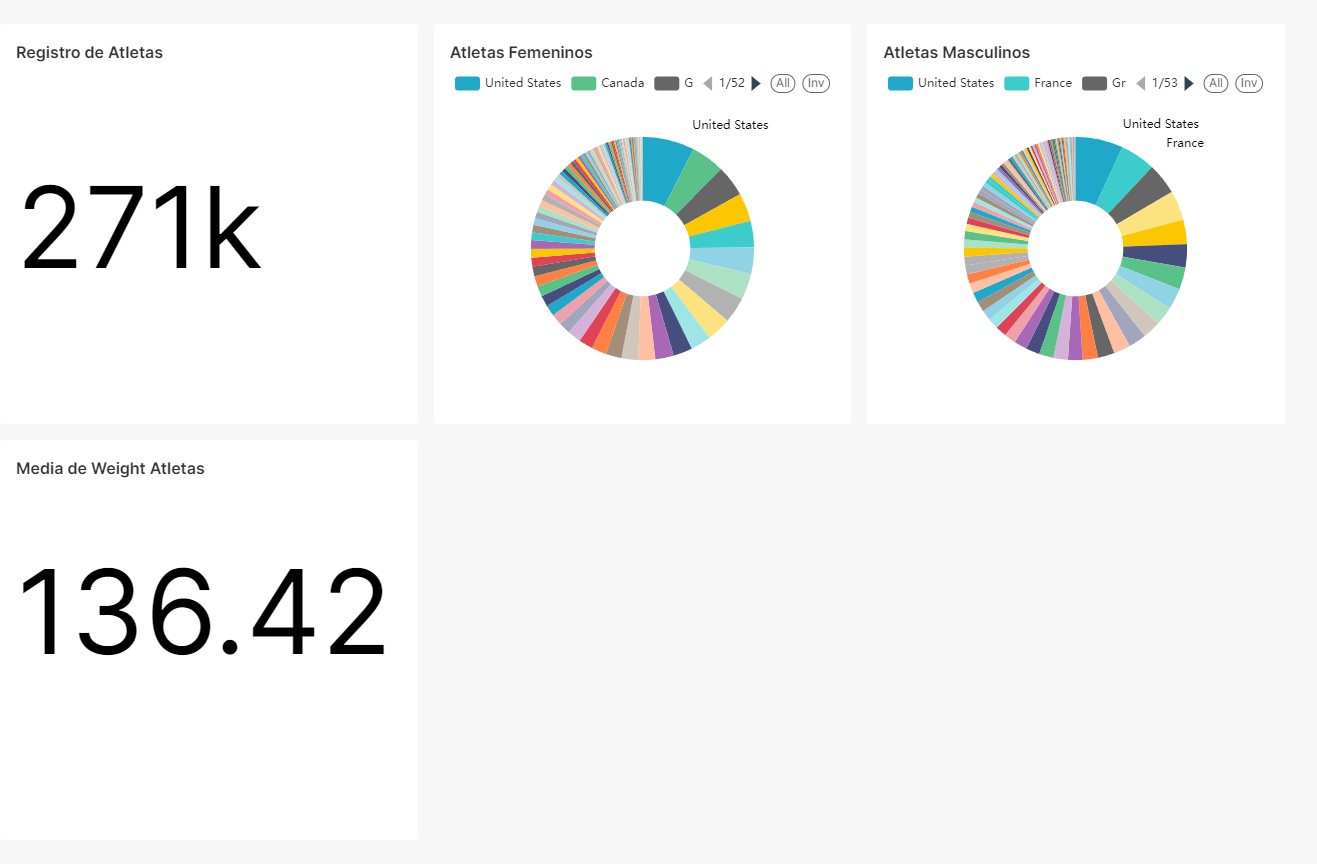 Registro de Atletas
271k
Atletas Femeninos
United States Canada G 1/52 All Inv
United States
Atletas Masculinos
United States France Gr 1/53 All Inv
United States
France
Media de Weight Atletas
136.42